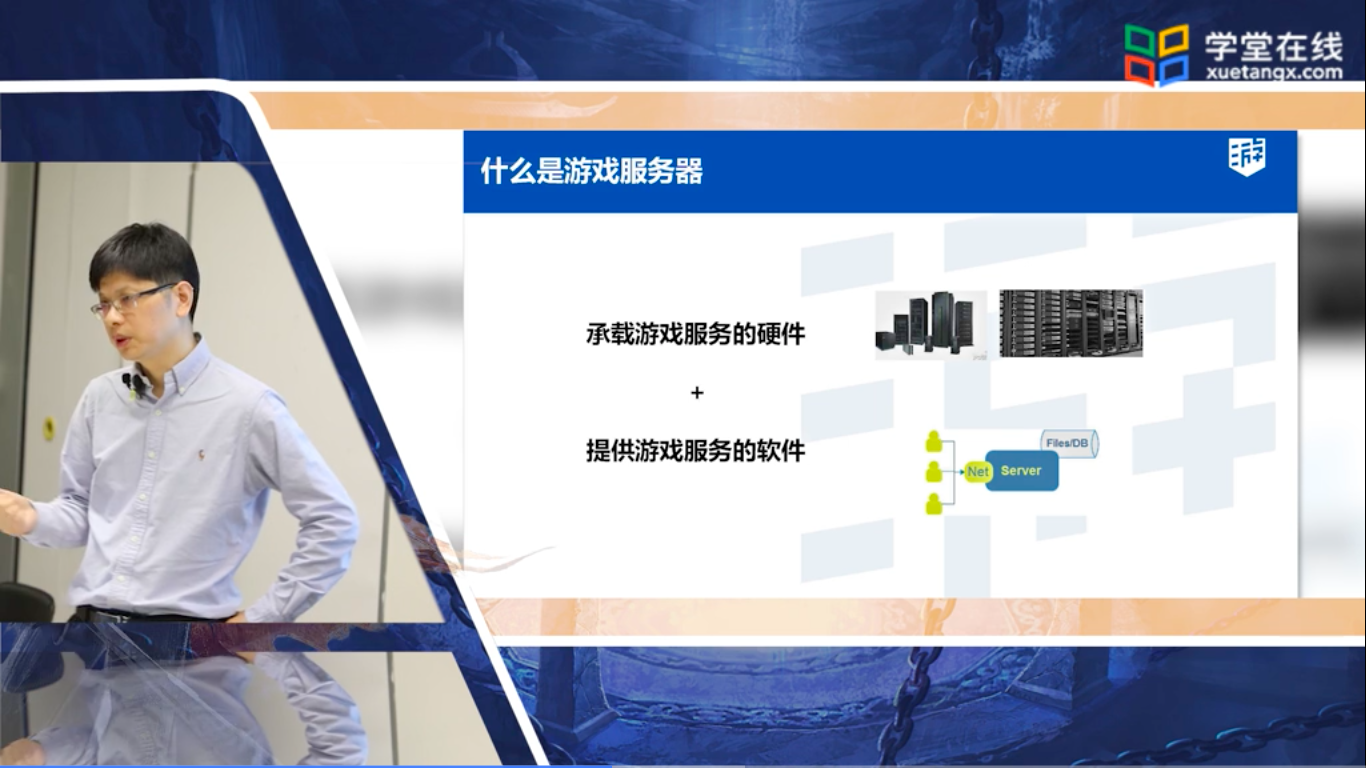 学堂在线
xuetangx.com
什么是游戏服务器
承载游戏服务的硬件
+
提供游戏服务的软件
Files/DB
Net
Server